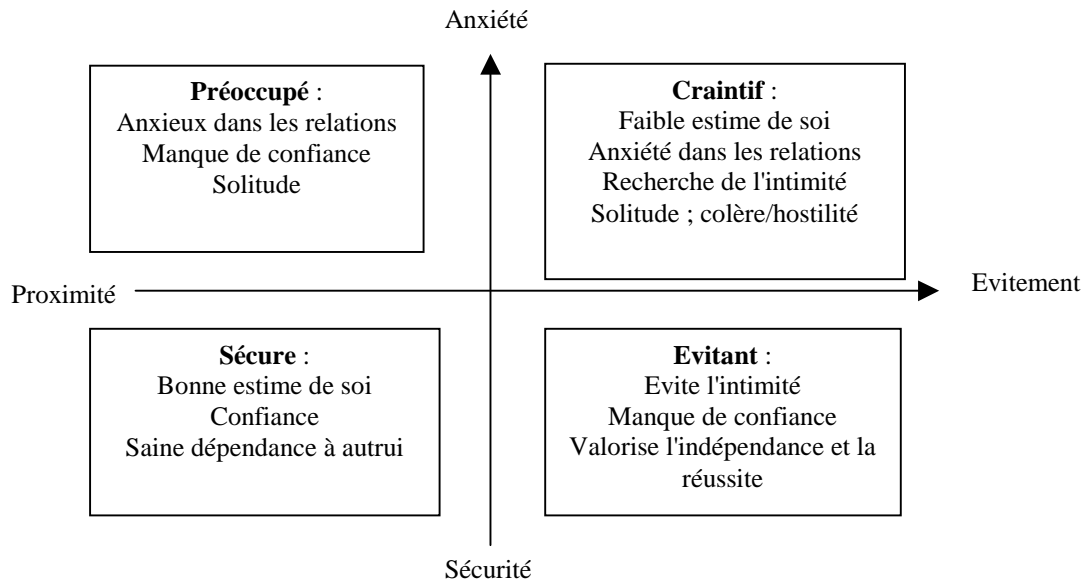 Anxiété
Préoccupé :
Anxieux dans les relations
Manque de confiance
Solitude
Craintif :
Faible estime de soi
Anxiété dans les relations
Recherche de l'intimité
Solitude ; colère/hostilité
Proximité
Evitement
Sécure :
Bonne estime de soi
Confiance
Saine dépendance à autrui
Evitant :
Evite l'intimité
Manque de confiance
Valorise l'indépendance et la
réussite
Sécurité